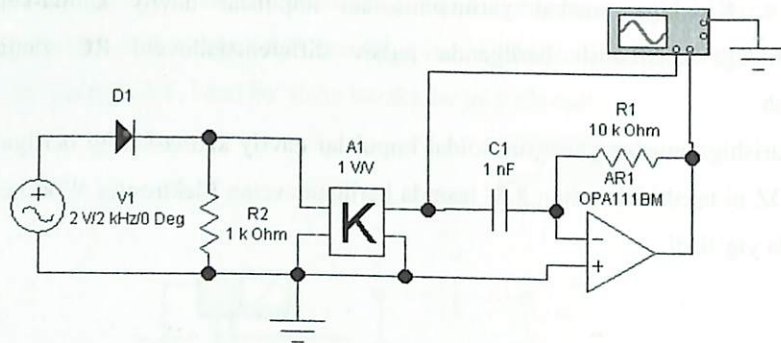 D1
V1
2 V/2 kHz/0 Deg
R2
1 k Ohm
A1
1 V/V
K
C1
1 nF
R1
10 k Ohm
AR1
OPA111BM